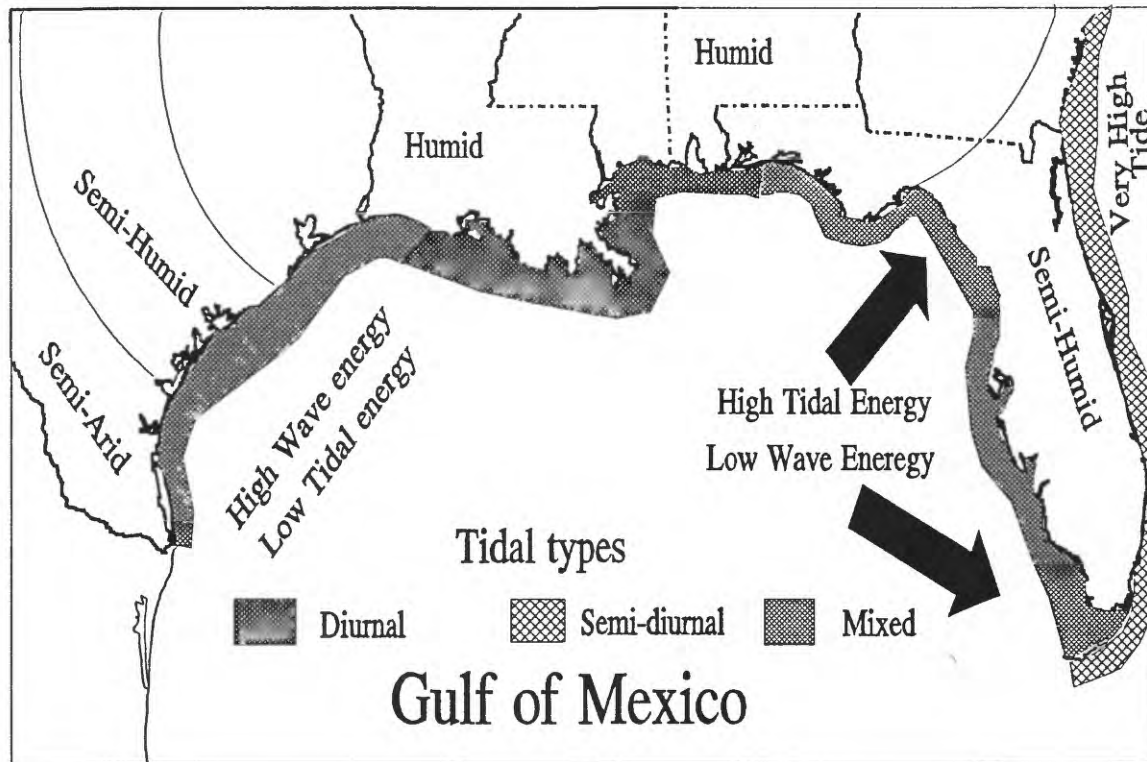 Humid
Humid
Very High
Tide
Semi-Humid
Semi-Humid
Semi-Arid
High Wave energy
Low Tidal energy
High Tidal Energy
Low Wave Eneregy
Tidal types
Diurnal
Semi-diurnal
Mixed
Gulf of Mexico